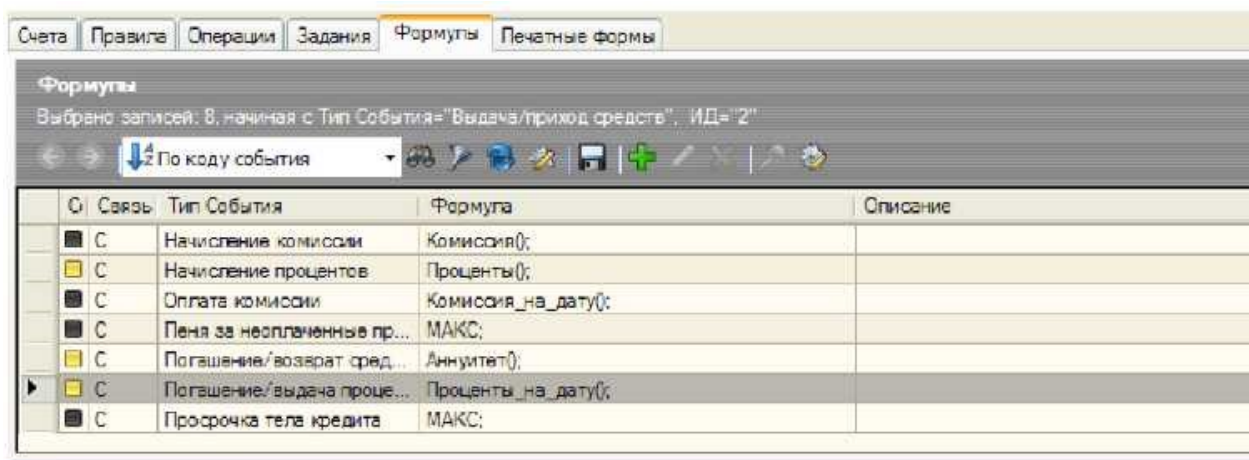 Счета Правила Операции Задания Формулы Печатные формы
Формулы
Выбрано записей: 8, начиная с Тип События="Выдача/приход средств", ИД="2"
По коду события
С Связь Тип События Формула Описание
С Начисление комиссии Комиссия();
С Начисление процентов Проценты();
С Оплата комиссии Комиссия_на_дату();
С Пеня за неоплаченные пр... МАКС;
С Погашение/возврат сред... Аннуитет();
С Погашение/выдача проце... Проценты_на_дату();
С Просрочка тела кредита МАКС;